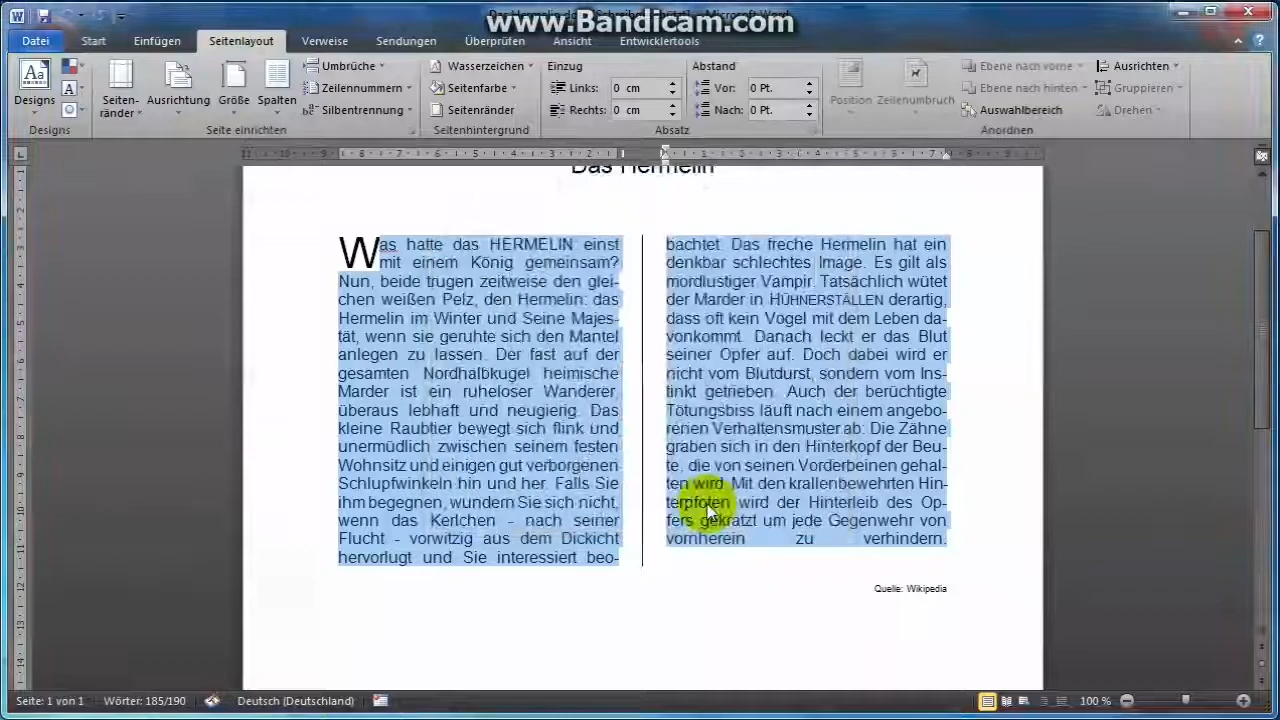 www.Bandicam.com
Datei Start Einfügen Seitenlayout Verweise Sendungen Überprüfen Ansicht Entwicklertools
Designs
Designs
Seiten-
ränder
Ausrichtung
Größe
Spalten
Umbrüche
Zeilennummern
Silbentrennung
Seite einrichten
Wasserzeichen
Seitenfarbe
Seitenränder
Seitenhintergrund
Einzug
Links: 0 cm
Rechts: 0 cm
Abstand
Vor: 0 Pt.
Nach: 0 Pt.
Absatz
Position
Zeilenumbruch
Ebene nach vorne
Ebene nach hinten
Auswahlbereich
Ausrichten
Gruppieren
Drehen
Anordnen
Das Hermelin
Was hatte das HERMELIN einst
mit einem König gemeinsam?
Nun, beide trugen zeitweise den glei-
chen weißen Pelz, den Hermelin: das
Hermelin im Winter und Seine Majes-
tät, wenn sie geruhte sich den Mantel
anlegen zu lassen. Der fast auf der
gesamten Nordhalbkugel heimische
Marder ist ein ruheloser Wanderer,
überaus lebhaft und neugierig. Das
kleine Raubtier bewegt sich flink und
unermüdlich zwischen seinem festen
Wohnsitz und einigen gut verborgenen
Schlupfwinkeln hin und her. Falls Sie
ihm begegnen, wundern Sie sich nicht,
wenn das Kerlchen - nach seiner
Flucht - vorwitzig aus dem Dickicht
hervorlugt und Sie interessiert beo-
bachtet. Das freche Hermelin hat ein
denkbar schlechtes Image. Es gilt als
mordlustiger Vampir. Tatsächlich wütet
der Marder in HÜHNERSTÄLLEN derartig,
dass oft kein Vogel mit dem Leben da-
vonkommt. Danach leckt er das Blut
seiner Opfer auf. Doch dabei wird er
nicht vom Blutdurst, sondern vom Ins-
tinkt getrieben. Auch der berüchtigte
Tötungsbiss läuft nach einem angebo-
renen Verhaltensmuster ab: Die Zähne
graben sich in den Hinterkopf der Beu-
te, die von seinen Vorderbeinen gehal-
ten wird. Mit den krallenbewehrten Hin-
terpfoten wird der Hinterleib des Op-
fers gekratzt um jede Gegenwehr von
vornherein zu verhindern.
Quelle: Wikipedia
Seite: 1 von 1 Wörter: 185/190 Deutsch (Deutschland) 100 %